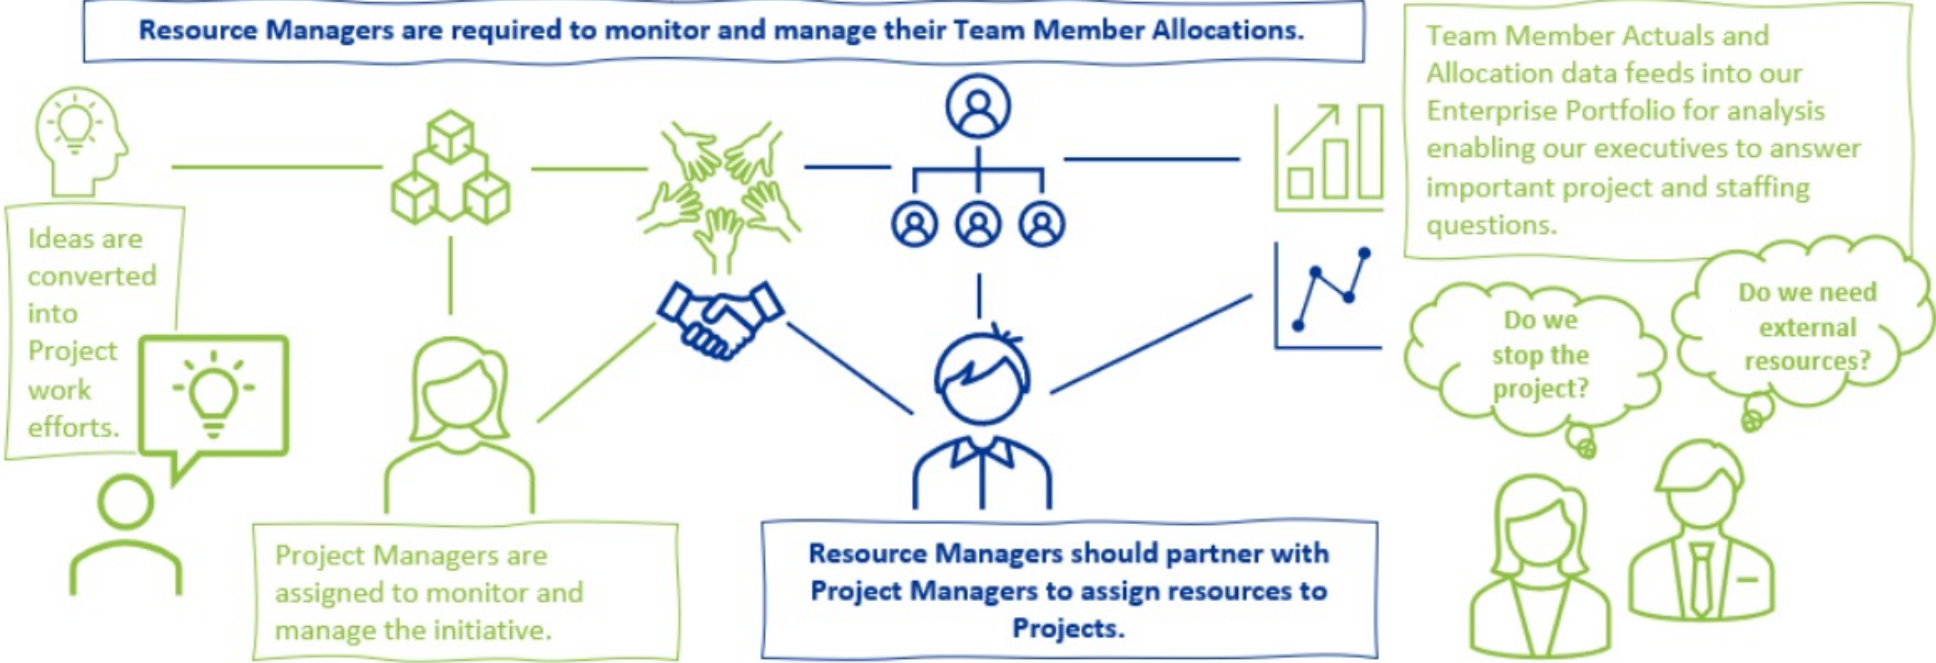 Resource Managers are required to monitor and manage their Team Member Allocations.
Ideas are
converted
into
Project
work
efforts.
Project Managers are
assigned to monitor and
manage the initiative.
Resource Managers should partner with
Project Managers to assign resources to
Projects.
Team Member Actuals and
Allocation data feeds into our
Enterprise Portfolio for analysis
enabling our executives to answer
important project and staffing
questions.
Do we
stop the
project?
Do we need
external
resources?